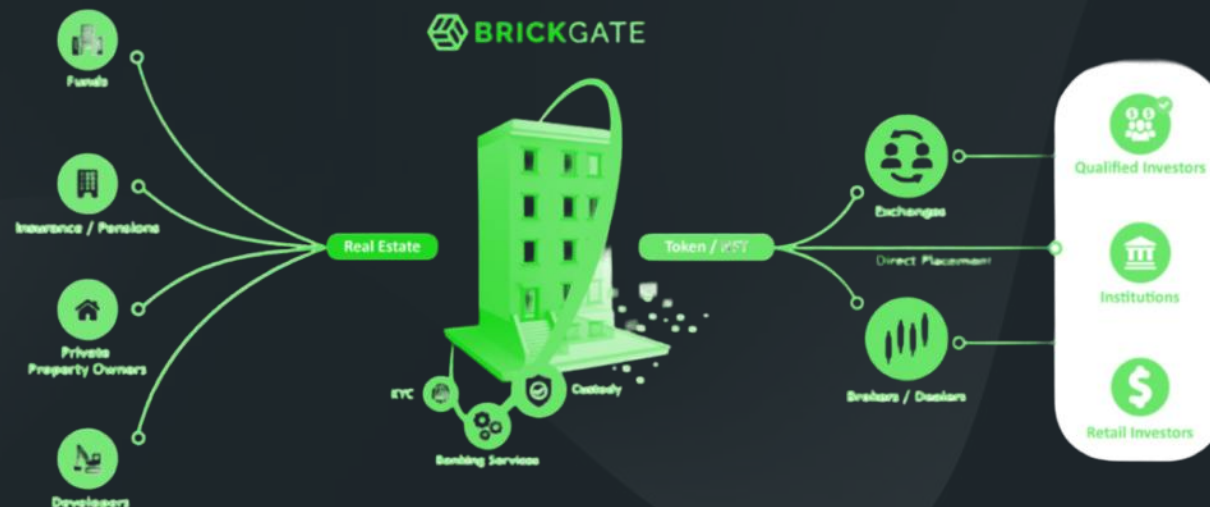 BRICKGATE
Funds
Insurance / Pensions
Private
Property Owners
Developers
Real Estate
KYC
Custody
Banking Services
Token /
Exchanges
Direct Placement
Brokers / Dealers
Qualified Investors
Institutions
Retail Investors